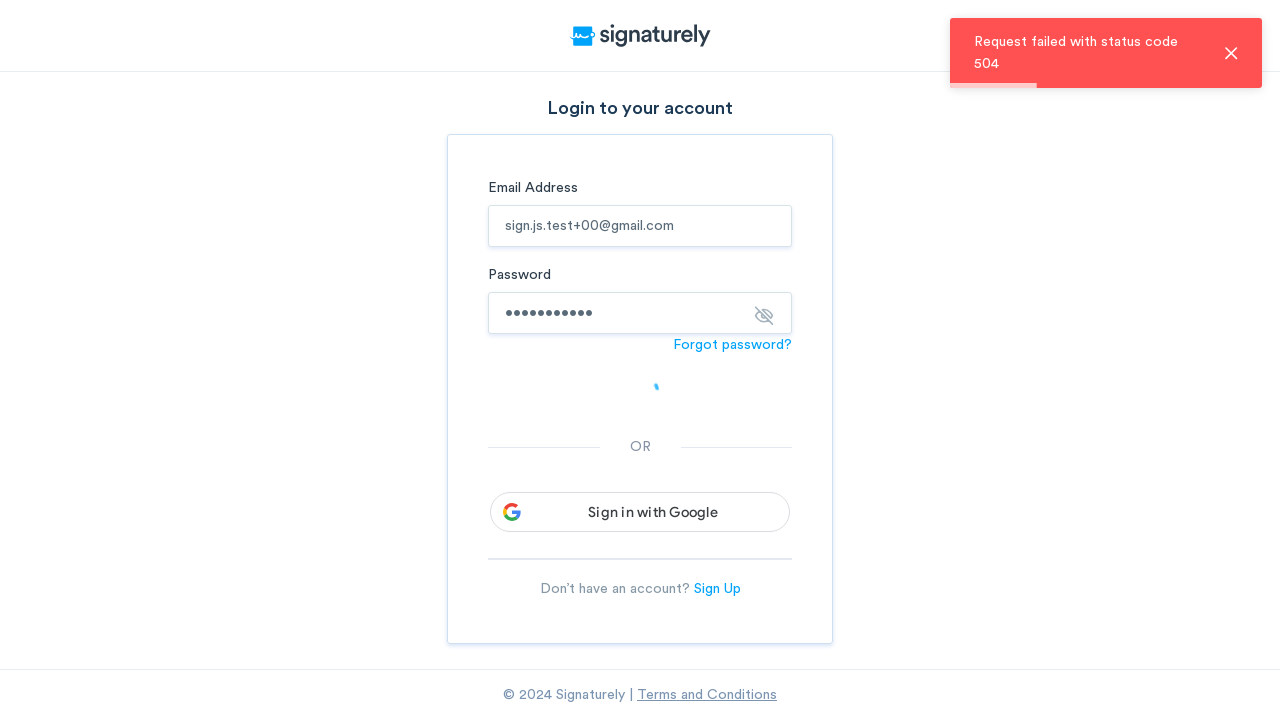 signaturely
Request failed with status code
504
Login to your account
Email Address
sign.js.test+00@gmail.com
Password
•••••••••••
Forgot password?
OR
Sign in with Google
Don't have an account? Sign Up
© 2024 Signaturely | Terms and Conditions